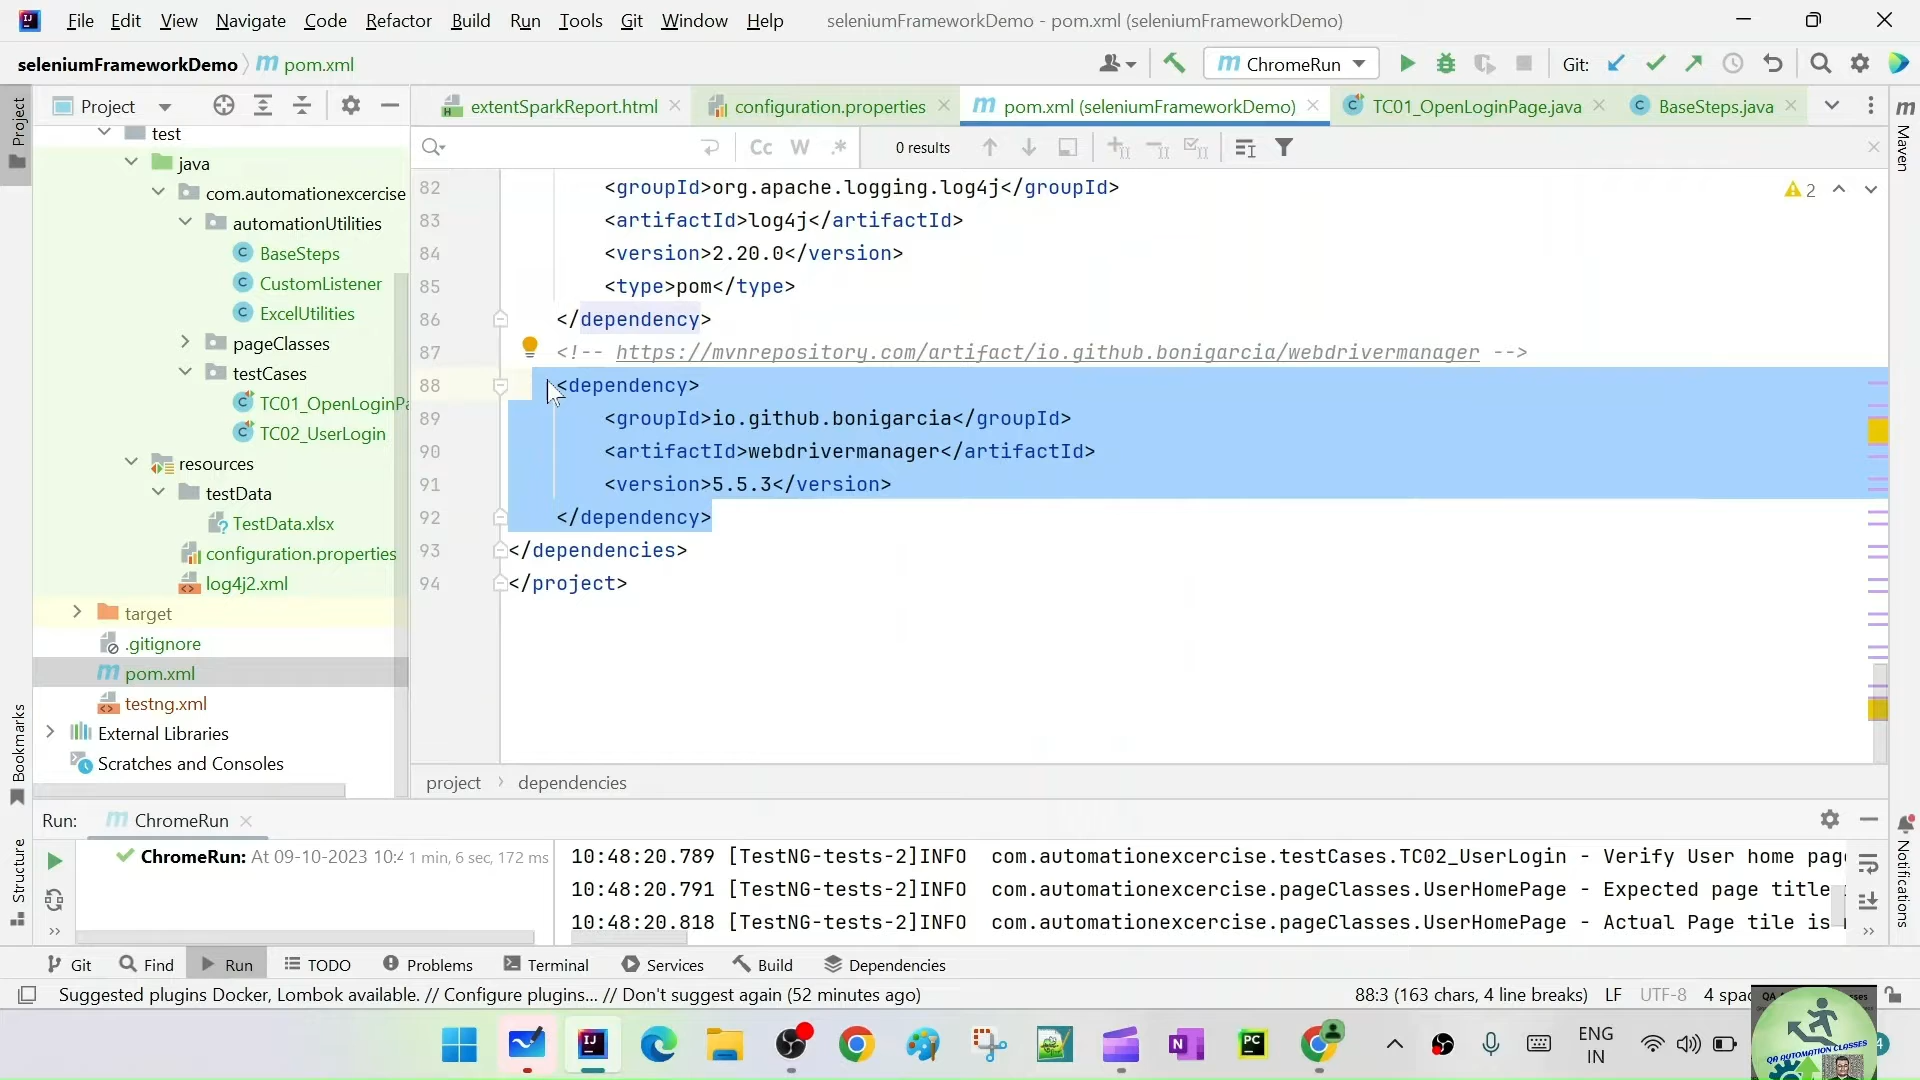 File Edit View Navigate Code Refactor Build Run Tools Git Window Help seleniumFrameworkDemo - pom.xml (seleniumFrameworkDemo)
seleniumFrameworkDemo pom.xml ChromeRun Git:
Project
Project
extentSparkReport.html configuration.properties pom.xml (seleniumFrameworkDemo) TC01_OpenLoginPage.java BaseSteps.java
Maven
Cc W .* 0 results
test
java
com.automationexcercise
automationUtilities
BaseSteps
CustomListener
ExcelUtilities
pageClasses
testCases
TC01_OpenLoginPa
TC02_UserLogin
resources
testData
TestData.xlsx
configuration.properties
log4j2.xml
target
.gitignore
pom.xml
testng.xml
External Libraries
Scratches and Consoles
2
82 <groupId>org.apache.logging.log4j</groupId>
83 <artifactId>log4j</artifactId>
84 <version>2.20.0</version>
85 <type>pom</type>
86 </dependency>
87 <!-- https://mvnrepository.com/artifact/io.github.bonigarcia/webdrivermanager -->
88 <dependency>
89 <groupId>io.github.bonigarcia</groupId>
90 <artifactId>webdrivermanager</artifactId>
91 <version>5.5.3</version>
92 </dependency>
93 </dependencies>
94 </project>
project dependencies
Bookmarks
Structure
Notifications
Run: ChromeRun
ChromeRun: At 09-10-2023 10:4 1 min, 6 sec, 172 ms
10:48:20.789 [TestNG-tests-2]INFO com.automationexcercise.testCases.TC02_UserLogin - Verify User home pag
10:48:20.791 [TestNG-tests-2]INFO com.automationexcercise.pageClasses.UserHomePage - Expected page title
10:48:20.818 [TestNG-tests-2]INFO com.automationexcercise.pageClasses.UserHomePage - Actual Page tile is
Git Find Run TODO Problems Terminal Services Build Dependencies
Suggested plugins Docker, Lombok available. // Configure plugins... // Don't suggest again (52 minutes ago) 88:3 (163 chars, 4 line breaks) LF UTF-8 4 spac
ENG
IN
QA AUTOMATION CLASSES